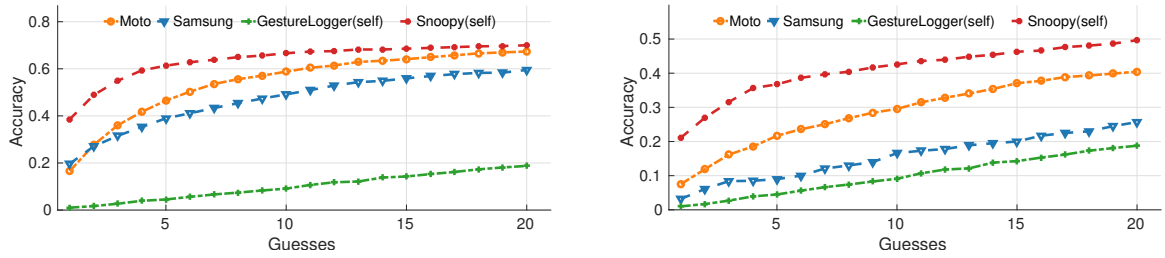 Moto Samsung GestureLogger(self) Snoopy(self)
0.8
0.6
0.4
0.2
0
Accuracy
5 10 15 20
Guesses
Moto Samsung GestureLogger(self) Snoopy(self)
0.5
0.4
0.3
0.2
0.1
0
Accuracy
5 10 15 20
Guesses